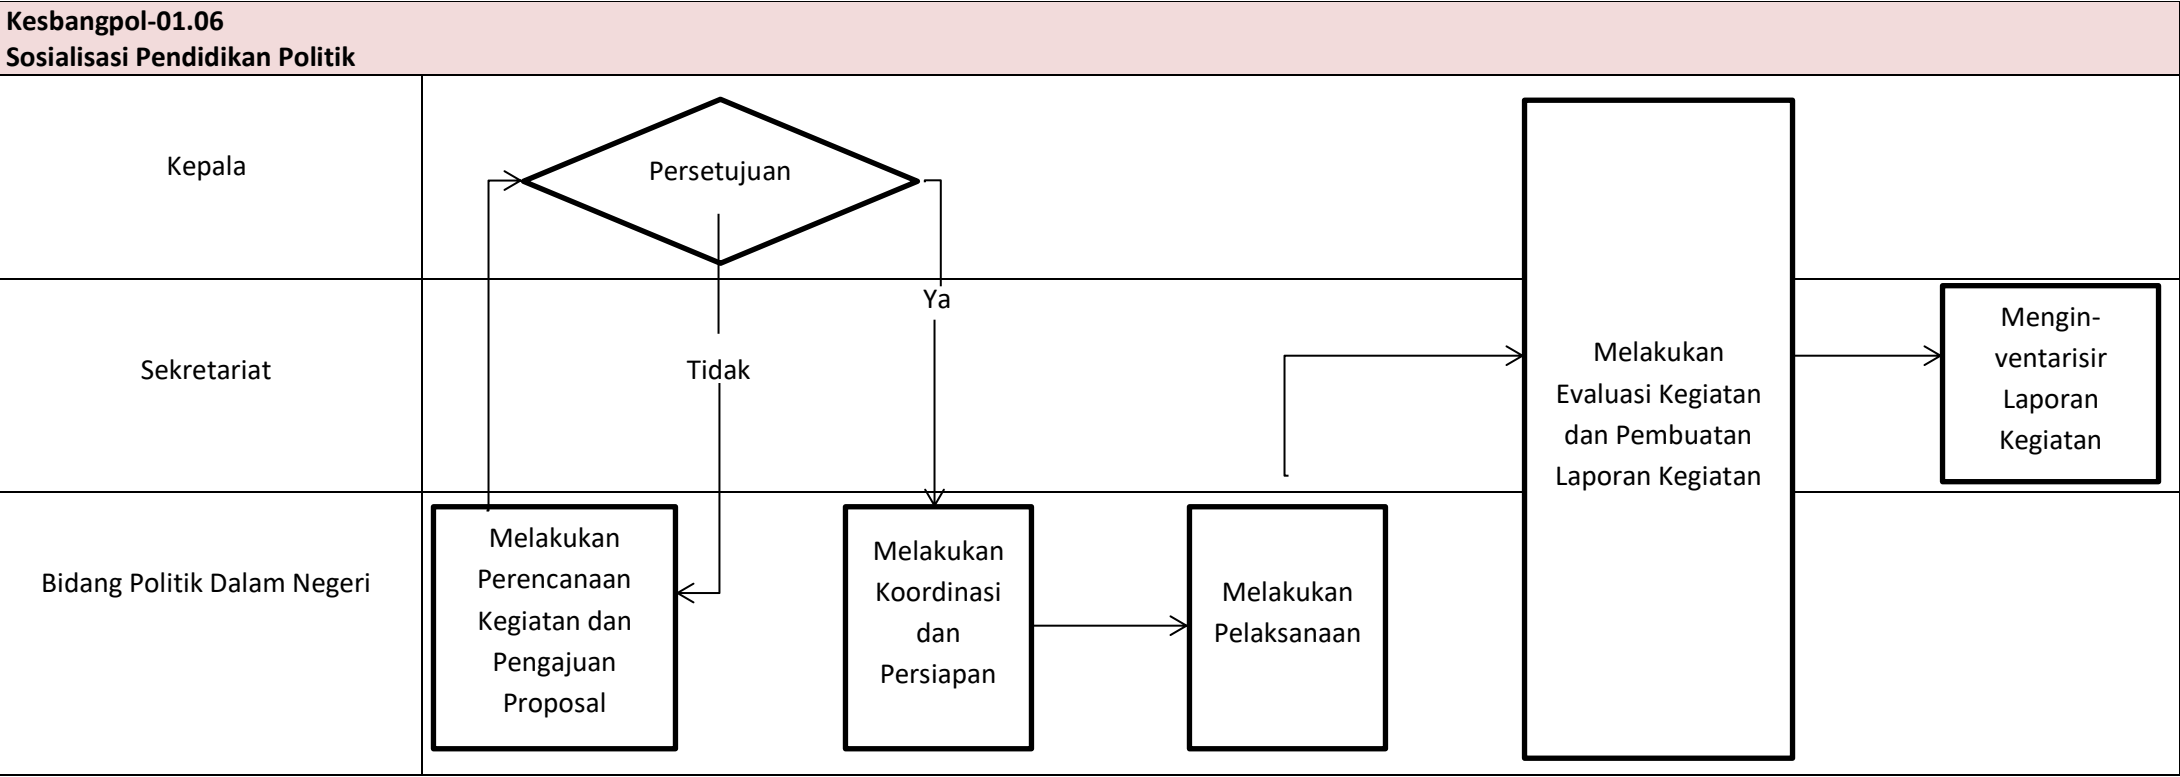 Kesbangpol-01.06
Sosialisasi Pendidikan Politik
Kepala
Persetujuan
Ya
Tidak
Sekretariat
Melakukan
Evaluasi Kegiatan
dan Pembuatan
Laporan Kegiatan
Mengin-
ventarisir
Laporan
Kegiatan
Bidang Politik Dalam Negeri
Melakukan
Perencanaan
Kegiatan dan
Pengajuan
Proposal
Melakukan
Koordinasi
dan
Persiapan
Melakukan
Pelaksanaan